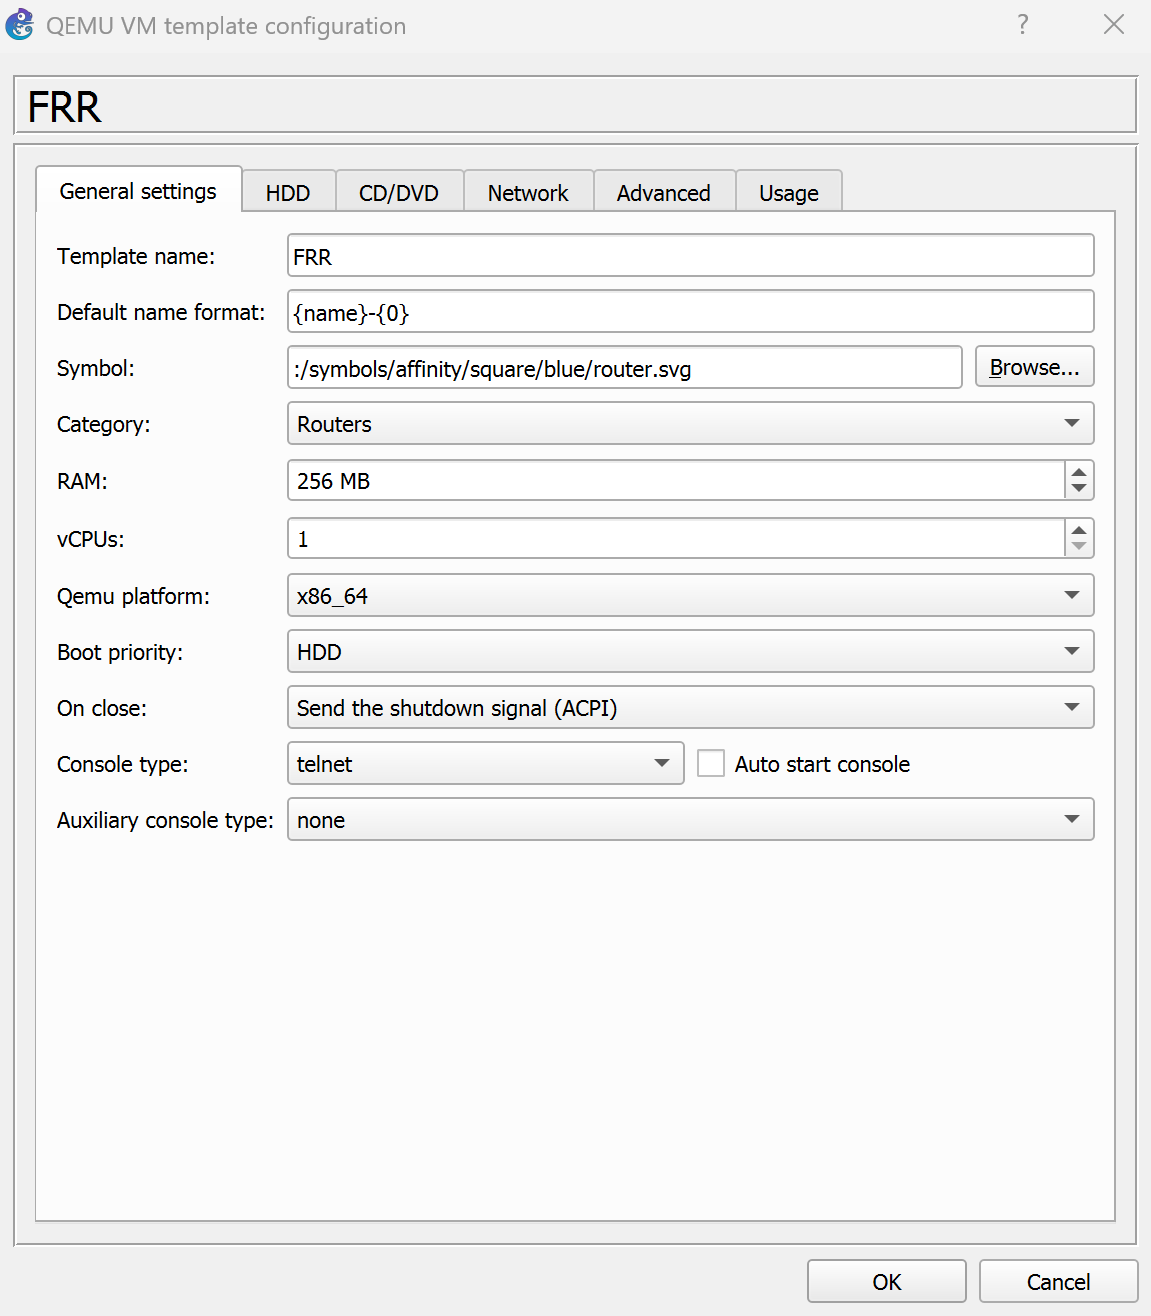 QEMU VM template configuration
?
FRR
General settings HDD CD/DVD Network Advanced Usage
Template name: FRR
Default name format: {name}-{0}
Symbol: :/symbols/affinity/square/blue/router.svg Browse...
Category: Routers
RAM: 256 MB
vCPUs: 1
Qemu platform: x86_64
Boot priority: HDD
On close: Send the shutdown signal (ACPI)
Console type: telnet Auto start console
Auxiliary console type: none
OK Cancel